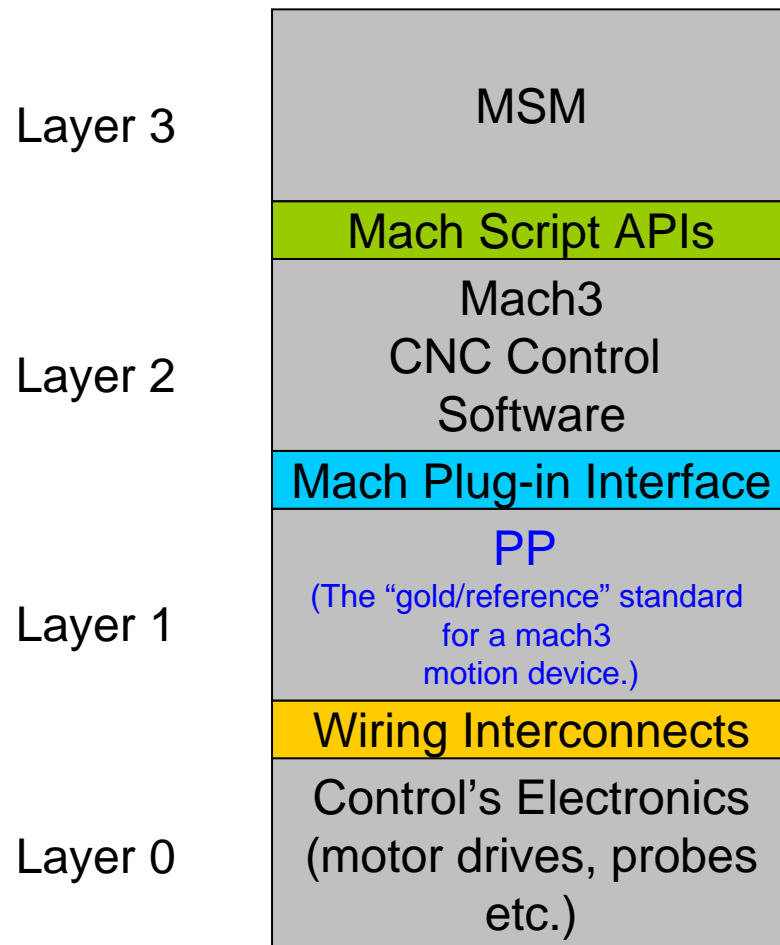 Layer 3
MSM
Mach Script APIs
Layer 2
Mach3
CNC Control
Software
Mach Plug-in Interface
Layer 1
PP
(The “gold/reference” standard
for a mach3
motion device.)
Wiring Interconnects
Layer 0
Control’s Electronics
(motor drives, probes
etc.)